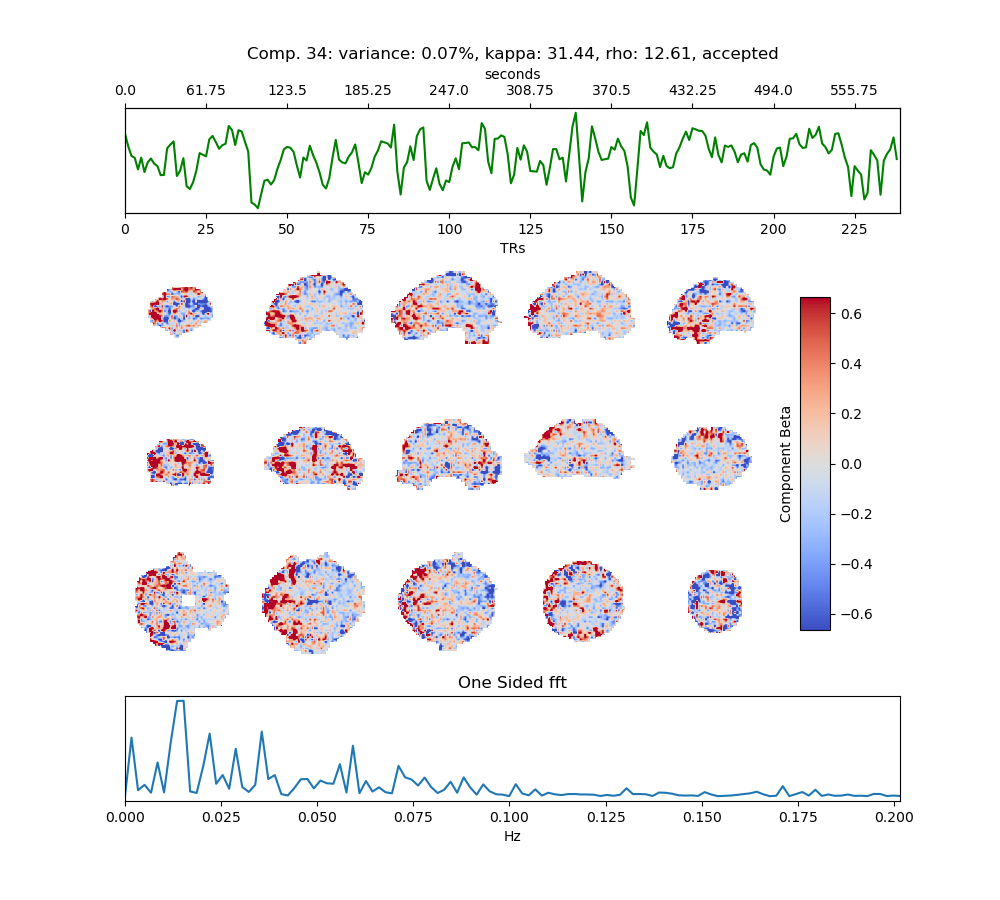 Comp. 34: variance: 0.07%, kappa: 31.44, rho: 12.61, accepted
seconds
0.0 61.75 123.5 185.25 247.0 308.75 370.5 432.25 494.0 555.75
0 25 50 75 100 125 150 175 200 225
TRs
0.6
0.4
0.2
0.0
−0.2
−0.4
−0.6
Component Beta
One Sided fft
0.000 0.025 0.050 0.075 0.100 0.125 0.150 0.175 0.200
Hz